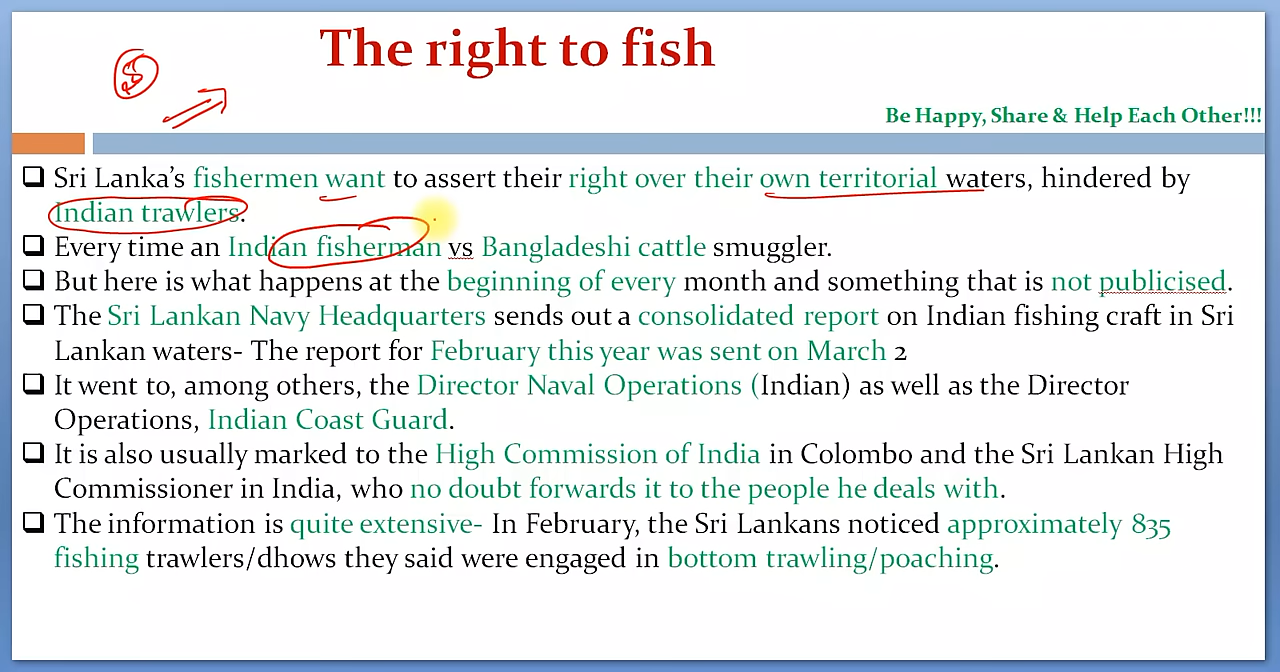 The right to fish
$
Be Happy, Share & Help Each Other!!!
❑ Sri Lanka's fishermen want to assert their right over their own territorial waters, hindered by
Indian trawlers.
❑ Every time an Indian fisherman vs Bangladeshi cattle smuggler.
❑ But here is what happens at the beginning of every month and something that is not publicised.
❑ The Sri Lankan Navy Headquarters sends out a consolidated report on Indian fishing craft in Sri
Lankan waters- The report for February this year was sent on March 2
❑ It went to, among others, the Director Naval Operations (Indian) as well as the Director
Operations, Indian Coast Guard.
❑ It is also usually marked to the High Commission of India in Colombo and the Sri Lankan High
Commissioner in India, who no doubt forwards it to the people he deals with.
❑ The information is quite extensive- In February, the Sri Lankans noticed approximately 835
fishing trawlers/dhows they said were engaged in bottom trawling/poaching.